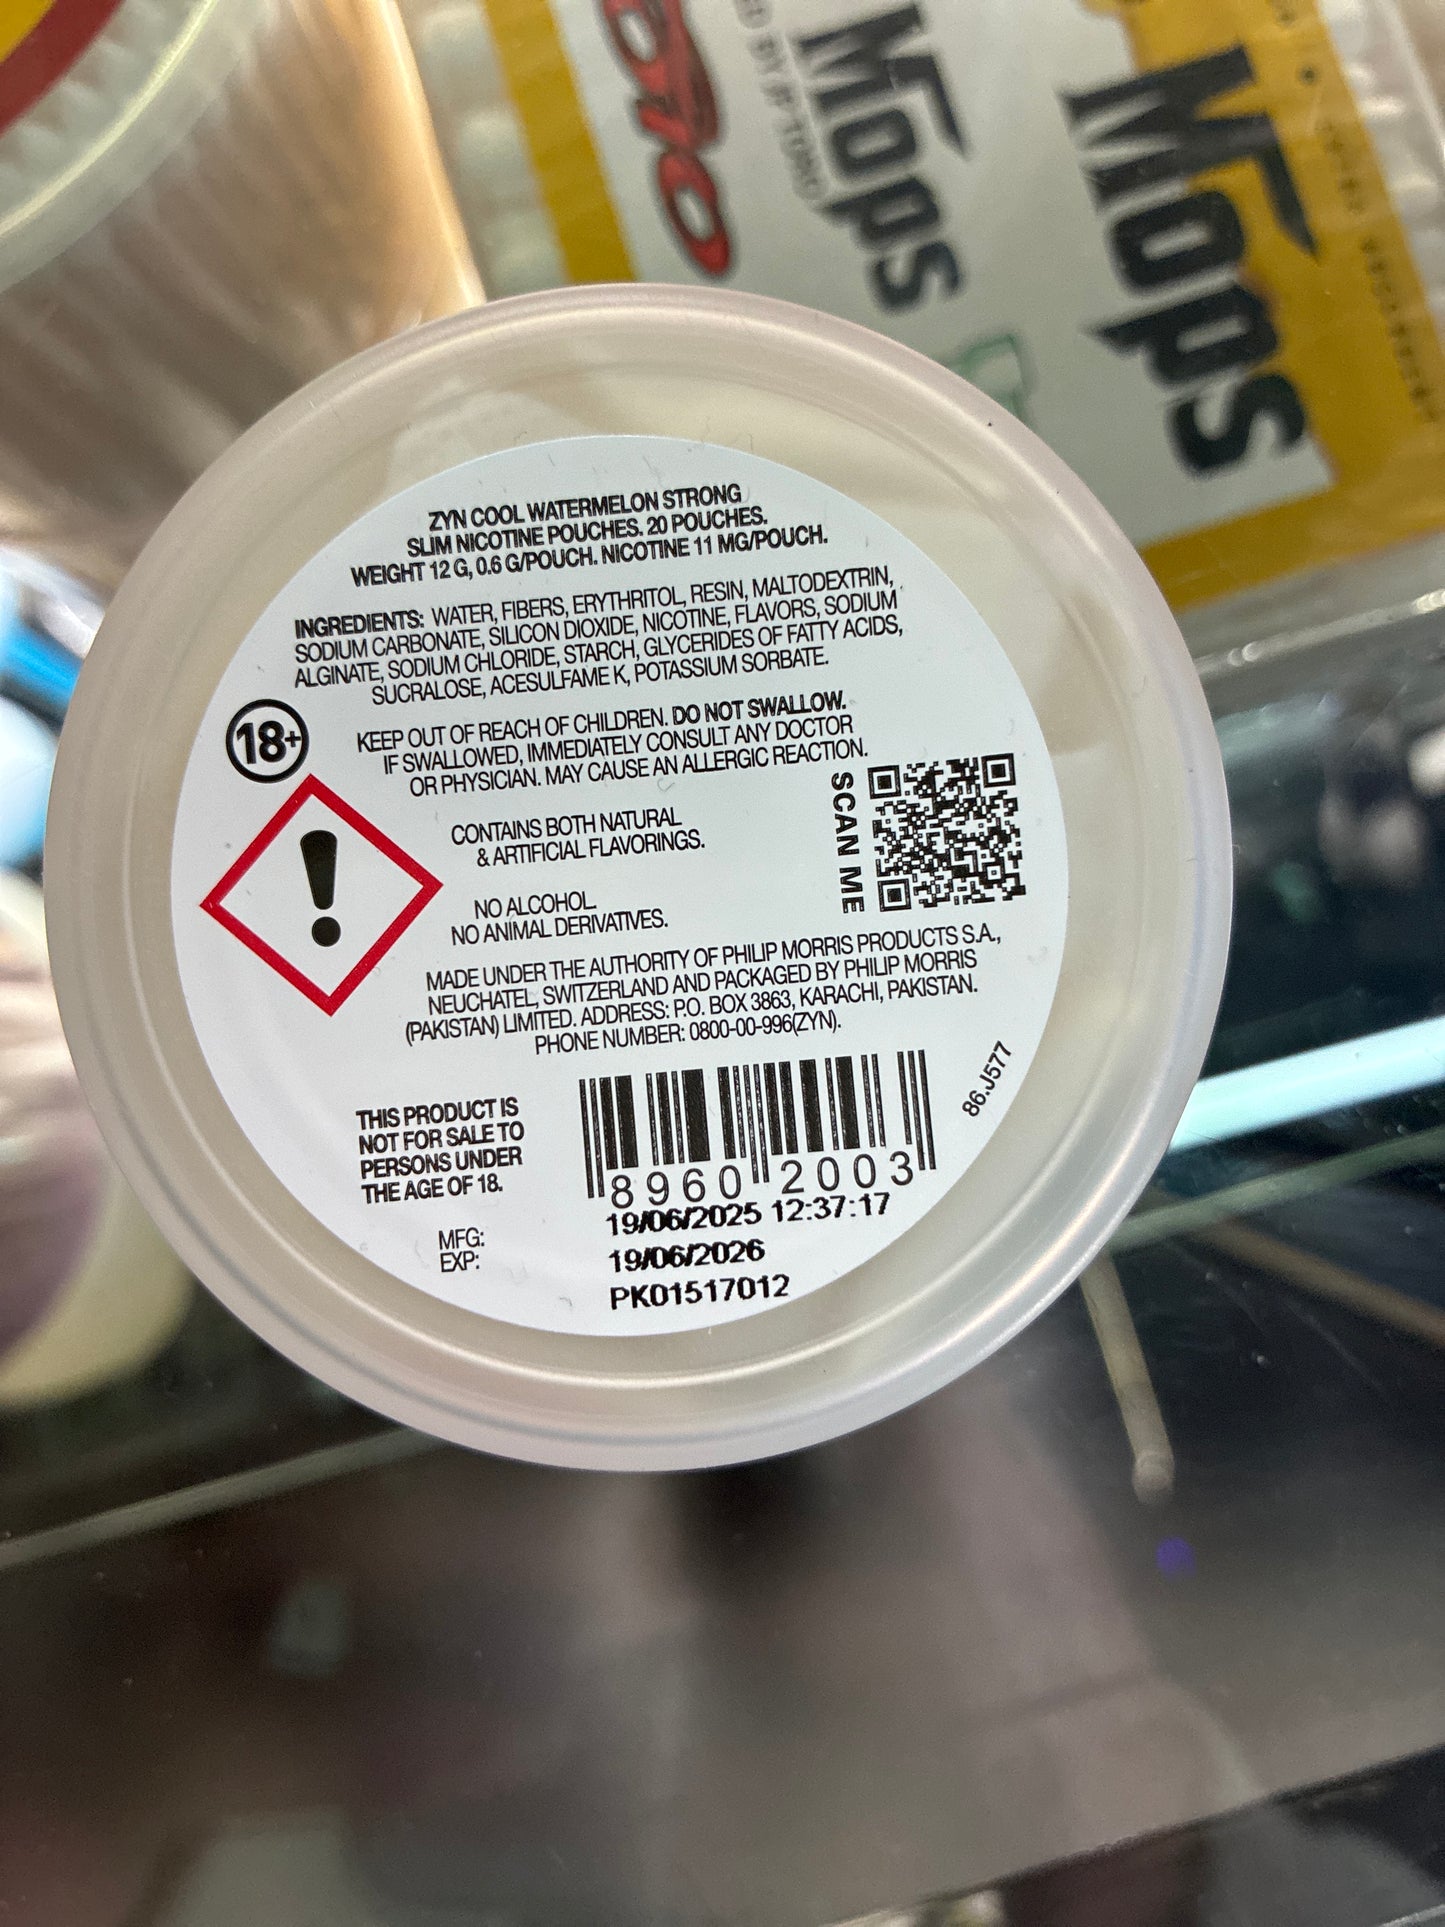 Mops
Mops
ZYN COOL WATERMELON STRONG
SLIM NICOTINE POUCHES. 20 POUCHES.
WEIGHT 12 G, 0.6 G/POUCH. NICOTINE 11 MG/POUCH.
INGREDIENTS: WATER, FIBERS, ERYTHRITOL, RESIN, MALTODEXTRIN,
SODIUM CARBONATE, SILICON DIOXIDE, NICOTINE, FLAVORS, SODIUM
ALGINATE, SODIUM CHLORIDE, STARCH, GLYCERIDES OF FATTY ACIDS,
SUCRALOSE, ACESULFAME K, POTASSIUM SORBATE.
18+
KEEP OUT OF REACH OF CHILDREN. DO NOT SWALLOW.
IF SWALLOWED, IMMEDIATELY CONSULT ANY DOCTOR
OR PHYSICIAN. MAY CAUSE AN ALLERGIC REACTION.
SCAN ME
CONTAINS BOTH NATURAL
& ARTIFICIAL FLAVORINGS.
NO ALCOHOL.
NO ANIMAL DERIVATIVES.
MADE UNDER THE AUTHORITY OF PHILIP MORRIS PRODUCTS S.A.,
NEUCHATEL, SWITZERLAND AND PACKAGED BY PHILIP MORRIS
(PAKISTAN) LIMITED. ADDRESS: P.O. BOX 3863, KARACHI, PAKISTAN.
PHONE NUMBER: 0800-00-996(ZYN).
86.J577
THIS PRODUCT IS
NOT FOR SALE TO
PERSONS UNDER
THE AGE OF 18.
8960 2003
MFG: 19/06/2025 12:37:17
EXP: 19/06/2026
PK01517012